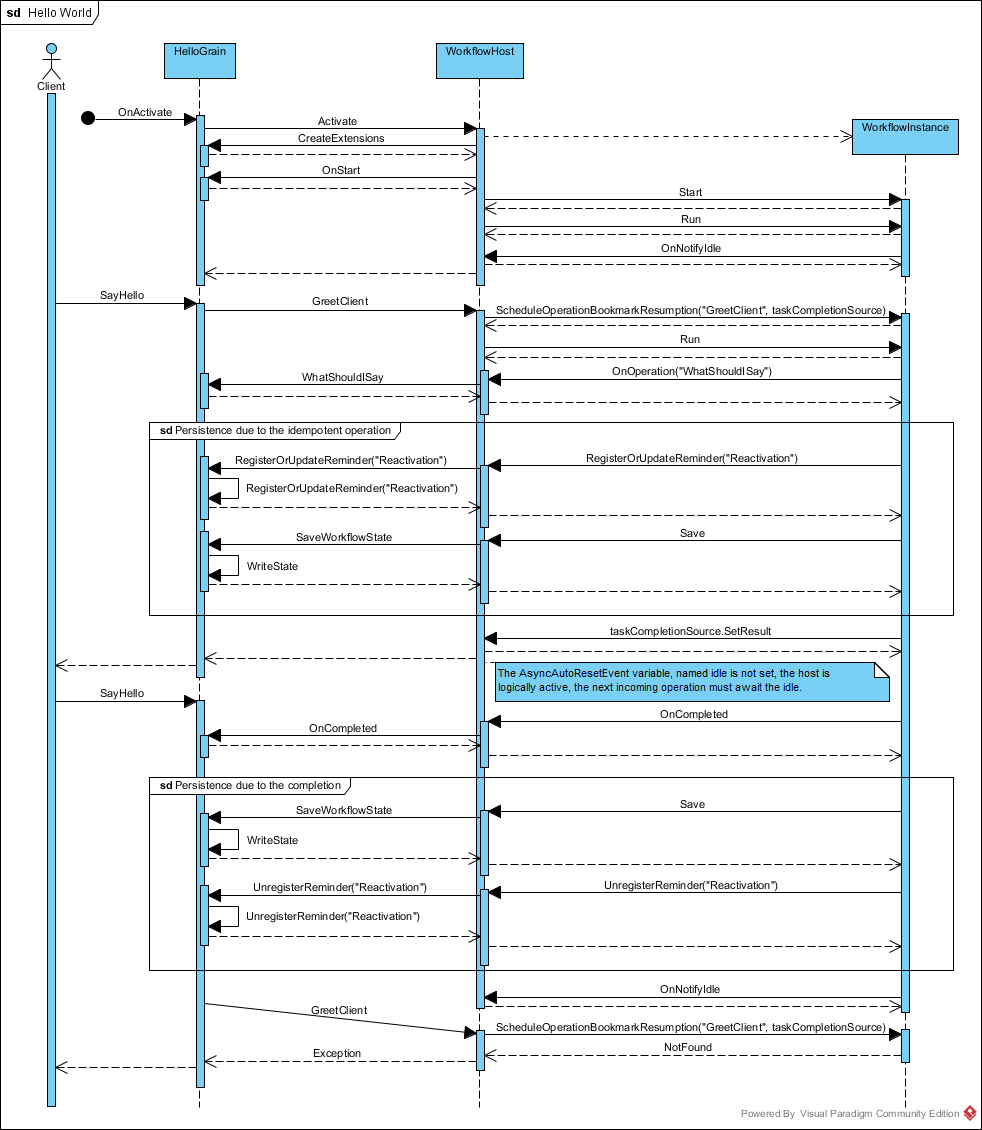 sd Hello World
HelloGrain
WorkflowHost
Client
OnActivate
Activate
WorkflowInstance
CreateExtensions
OnStart
Start
Run
OnNotifyIdle
SayHello
GreetClient
ScheduleOperationBookmarkResumption("GreetClient", taskCompletionSource)
Run
OnOperation("WhatShouldISay")
WhatShouldISay
sd Persistence due to the idempotent operation
RegisterOrUpdateReminder("Reactivation")
RegisterOrUpdateReminder("Reactivation")
RegisterOrUpdateReminder("Reactivation")
Save
SaveWorkflowState
WriteState
taskCompletionSource.SetResult
The AsyncAutoResetEvent variable, named idle is not set, the host is
logically active, the next incoming operation must await the idle.
SayHello
OnCompleted
OnCompleted
sd Persistence due to the completion
Save
SaveWorkflowState
WriteState
UnregisterReminder("Reactivation")
UnregisterReminder("Reactivation")
UnregisterReminder("Reactivation")
OnNotifyIdle
GreetClient
ScheduleOperationBookmarkResumption("GreetClient", taskCompletionSource)
NotFound
Exception
Powered By Visual Paradigm Community Edition